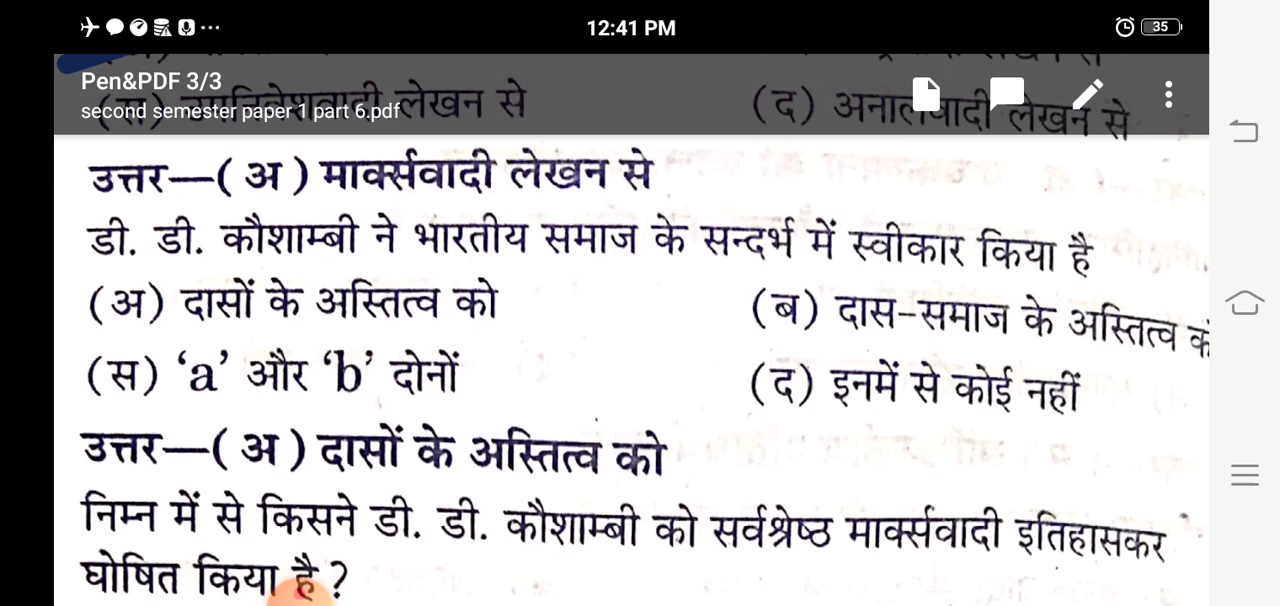 12:41 PM
35
Pen&PDF 3/3
second semester paper 1 part 6.pdf
लेखन से
(द) अनालवादी लेखन से
उत्तर—( अ ) मार्क्सवादी लेखन से
डी. डी. कौशाम्बी ने भारतीय समाज के सन्दर्भ में स्वीकार किया है
(अ) दासों के अस्तित्व को
(ब) दास-समाज के अस्तित्व
(स) ‘a’ और ‘b’ दोनों
(द) इनमें से कोई नहीं
उत्तर—( अ ) दासों के अस्तित्व को
निम्न में से किसने डी. डी. कौशाम्बी को सर्वश्रेष्ठ मार्क्सवादी इतिहासकर
घोषित किया है ?